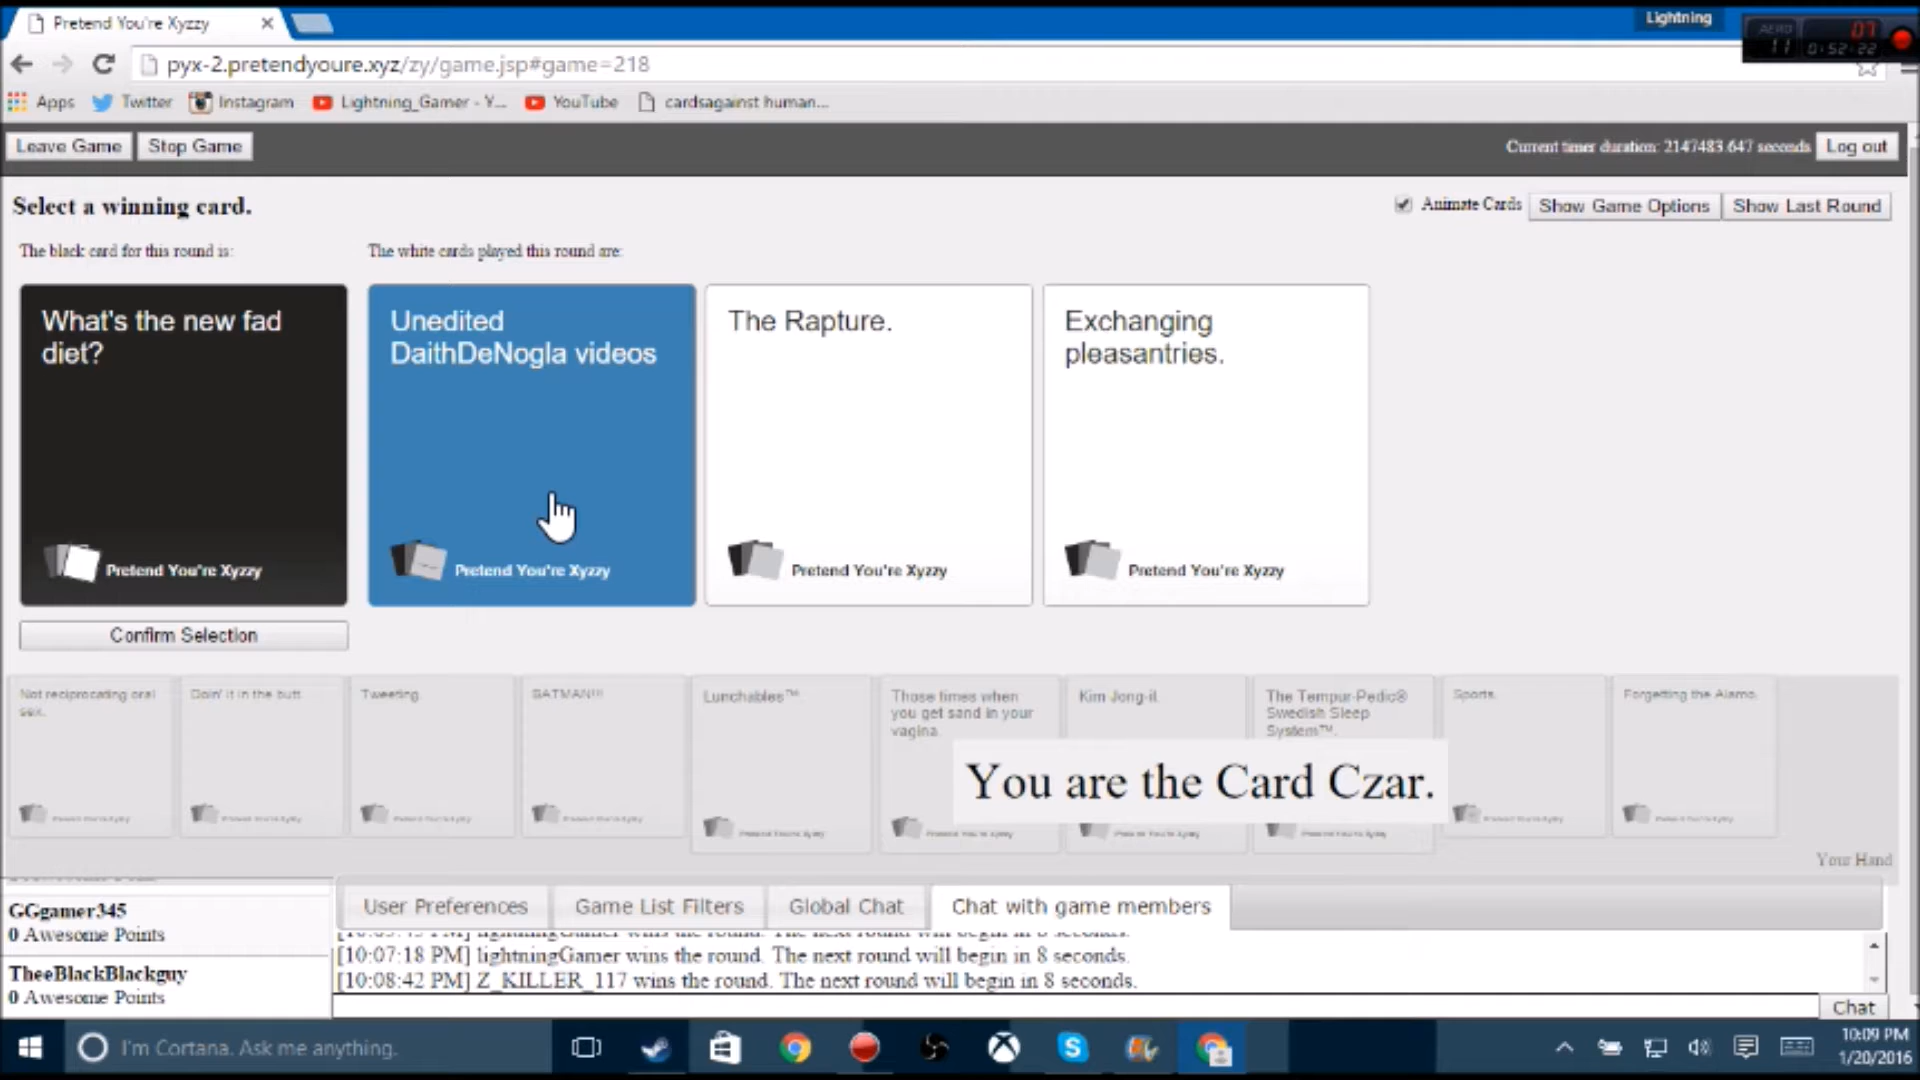 Pretend You're Xyzzy
Lightning
pyx-2.pretendyoure.xyz/zy/game.jsp#game=218
Apps Twitter Instagram Lightning_Gamer - Y... YouTube cardsagainst human...
Leave Game Stop Game
Current timer duration: 2147483.647 seconds Log out
Select a winning card.
Animate Cards Show Game Options Show Last Round
The black card for this round is:
The white cards played this round are:
What's the new fad
diet?
Pretend You're Xyzzy
Unedited
DaithDeNogla videos
Pretend You're Xyzzy
The Rapture.
Pretend You're Xyzzy
Exchanging
pleasantries.
Pretend You're Xyzzy
Confirm Selection
Not reciprocating oral
sex.
Doin' it in the butt.
Tweeting.
BATMAN!!!
Lunchables™
Those times when
you get sand in your
vagina.
Kim Jong-il.
The Tempur-Pedic®
Swedish Sleep
System™.
Sports.
Forgetting the Alamo.
You are the Card Czar.
Your Hand
GGgamer345
0 Awesome Points
TheeBlackBlackguy
0 Awesome Points
User Preferences Game List Filters Global Chat Chat with game members
[10:07:18 PM] lightningGamer wins the round. The next round will begin in 8 seconds.
[10:08:42 PM] Z_KILLER_117 wins the round. The next round will begin in 8 seconds.
Chat
I'm Cortana. Ask me anything.
10:09 PM
1/20/2016